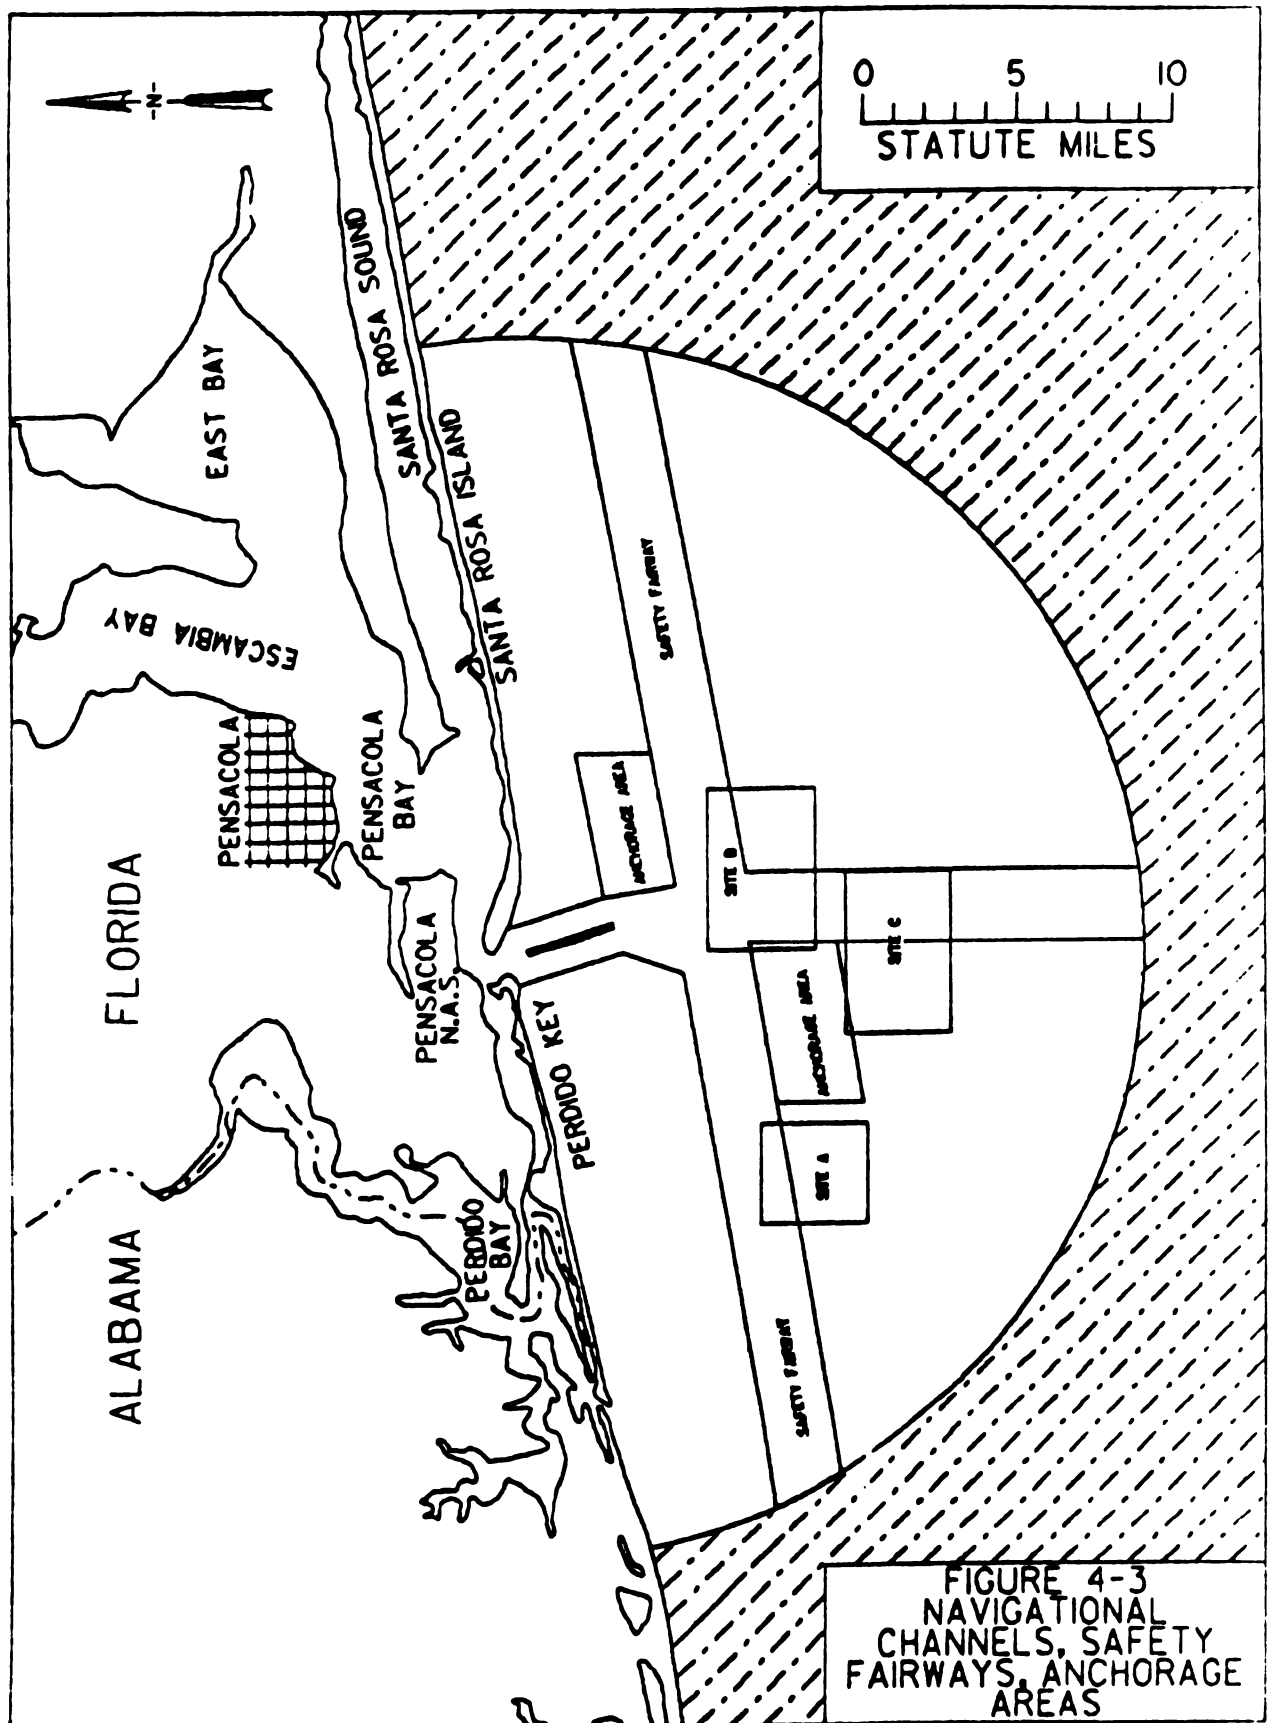 0 5 10
STATUTE MILES
-N-
SANTA ROSA SOUND
EAST BAY
SANTA ROSA ISLAND
ESCAMBIA BAY
SAFETY FAIRWAY
PENSACOLA
PENSACOLA
BAY
ANCHORAGE AREA
FLORIDA
SITE B
PENSACOLA
N.A.S.
SITE C
PERDIDO KEY
ANCHORAGE AREA
SITE A
PERDIDO
BAY
ALABAMA
SAFETY FAIRWAY
FIGURE 4-3
NAVIGATIONAL
CHANNELS, SAFETY
FAIRWAYS, ANCHORAGE
AREAS